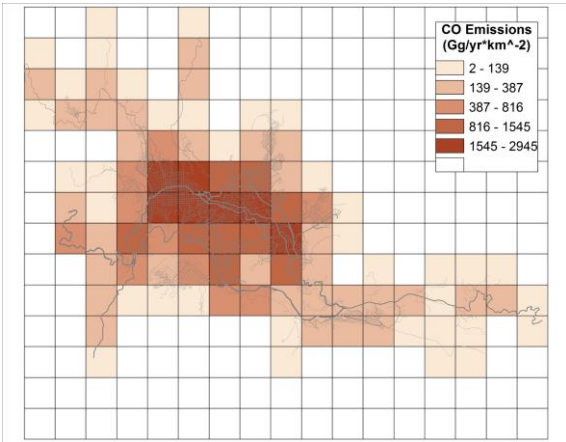 CO Emissions
(Gg/yr*km^-2)
2 - 139
139 - 387
387 - 816
816 - 1545
1545 - 2945